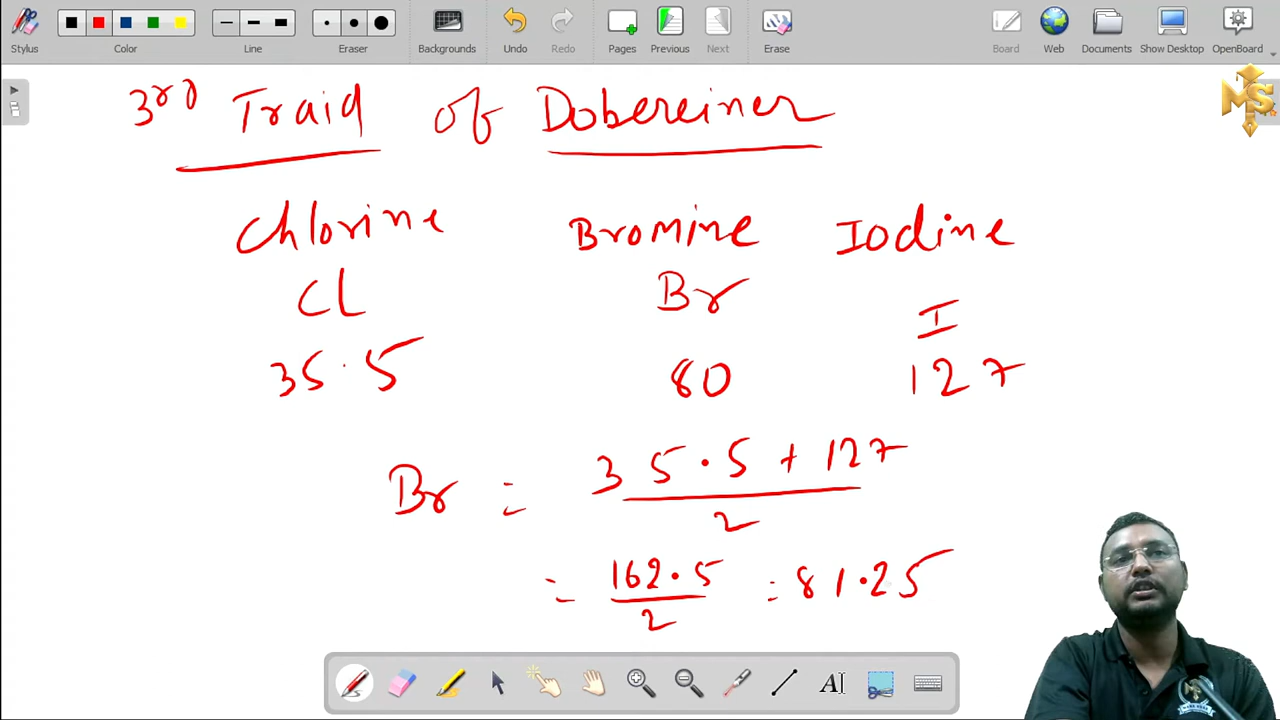 Stylus Color Line Eraser Backgrounds Undo Redo Pages Previous Next Erase Board Web Documents Show Desktop OpenBoard
MS
3rd Traid of Dobereiner
Chlorine Bromine Iodine
Cl Br I
35.5 80 127
Br = 35.5 + 127
2
= 162.5 = 81.25
2
A